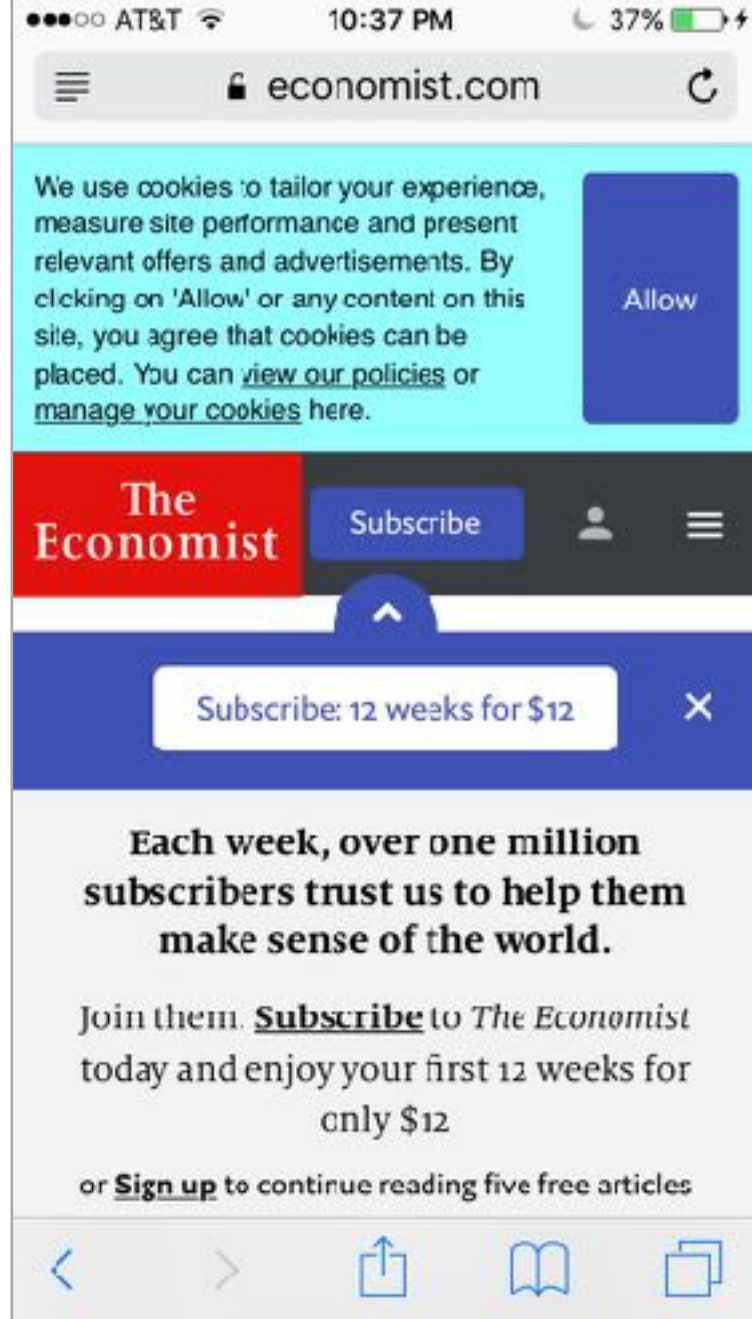 AT&T 10:37 PM 37%
economist.com
We use cookies to tailor your experience,
measure site performance and present
relevant offers and advertisements. By
clicking on 'Allow' or any content on this
site, you agree that cookies can be
placed. You can view our policies or
manage your cookies here.
Allow
The
Economist
Subscribe
Subscribe: 12 weeks for $12
Each week, over one million
subscribers trust us to help them
make sense of the world.
Join them. Subscribe to The Economist
today and enjoy your first 12 weeks for
only $12
or Sign up to continue reading five free articles